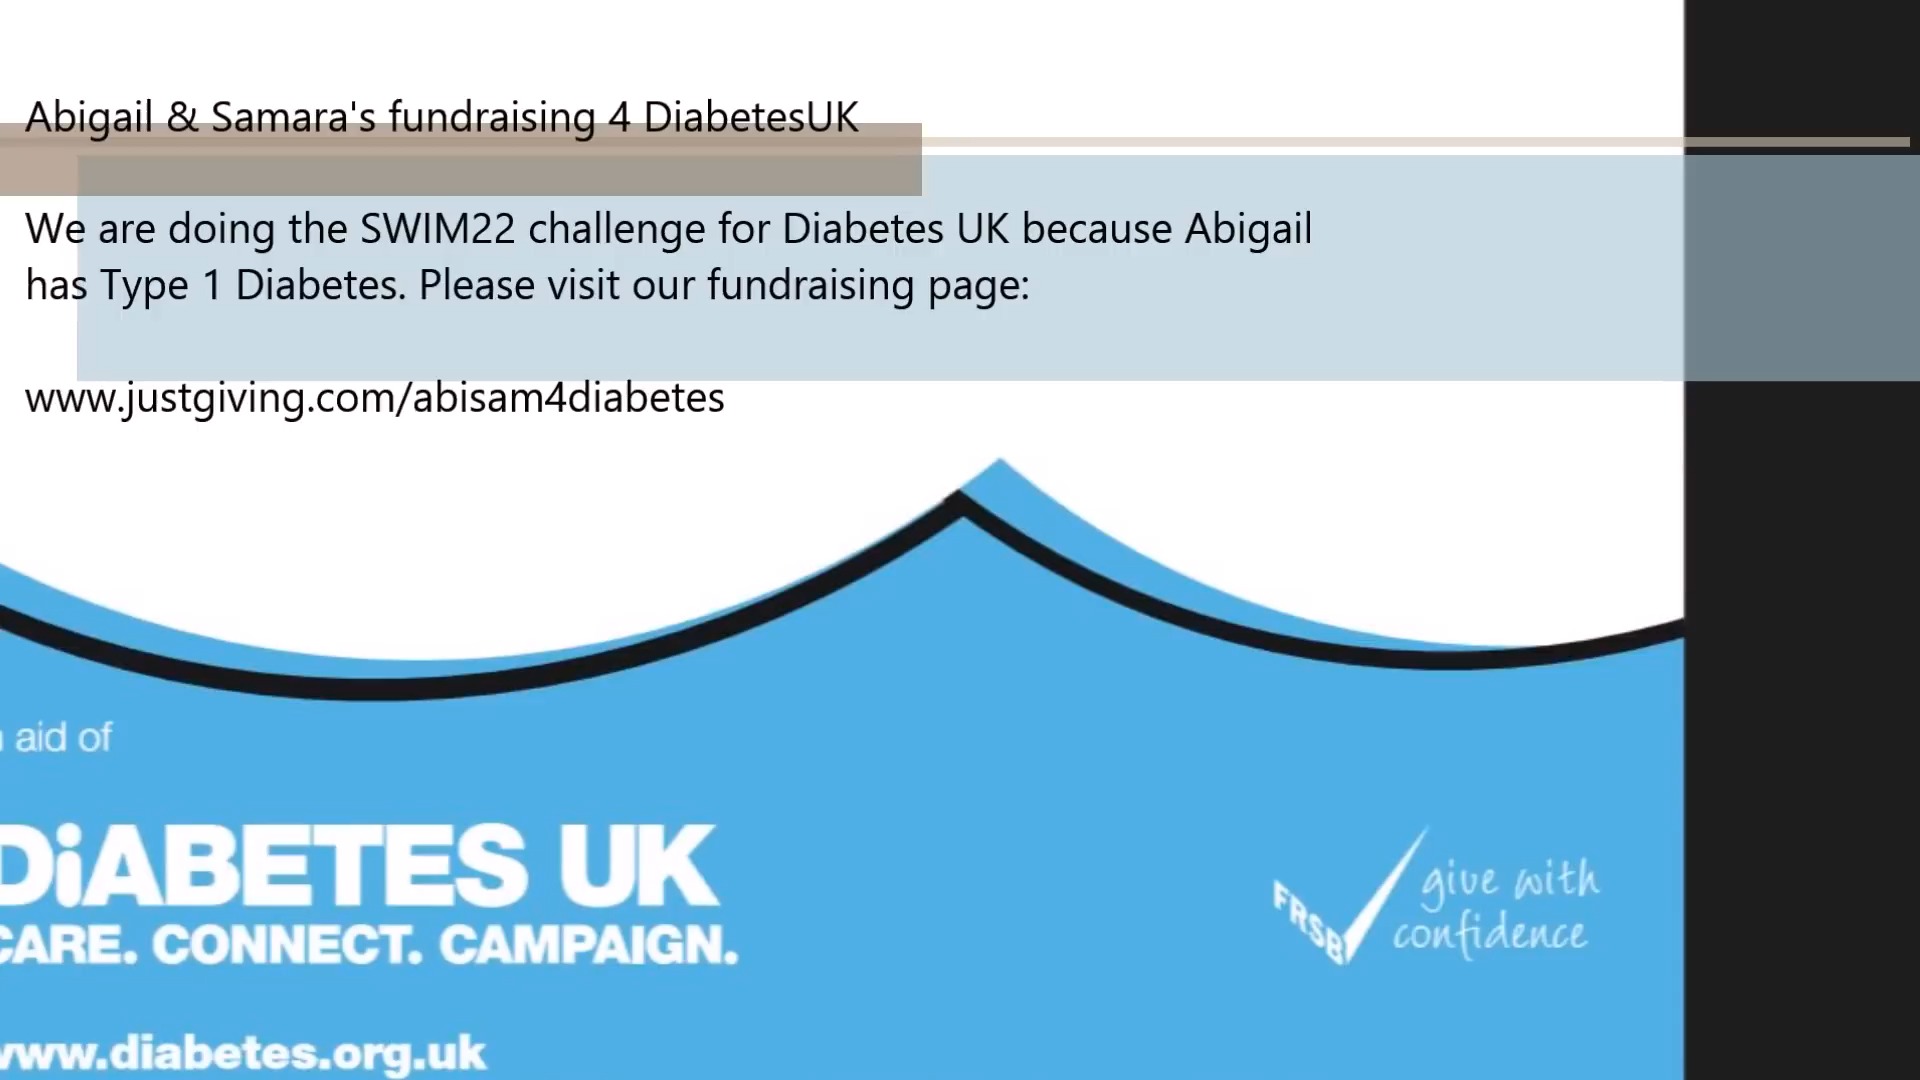 Abigail & Samara's fundraising 4 DiabetesUK
We are doing the SWIM22 challenge for Diabetes UK because Abigail
has Type 1 Diabetes. Please visit our fundraising page:
www.justgiving.com/abisam4diabetes
aid of
DiABETES UK
CARE. CONNECT. CAMPAIGN.
FRSB give with
confidence
www.diabetes.org.uk